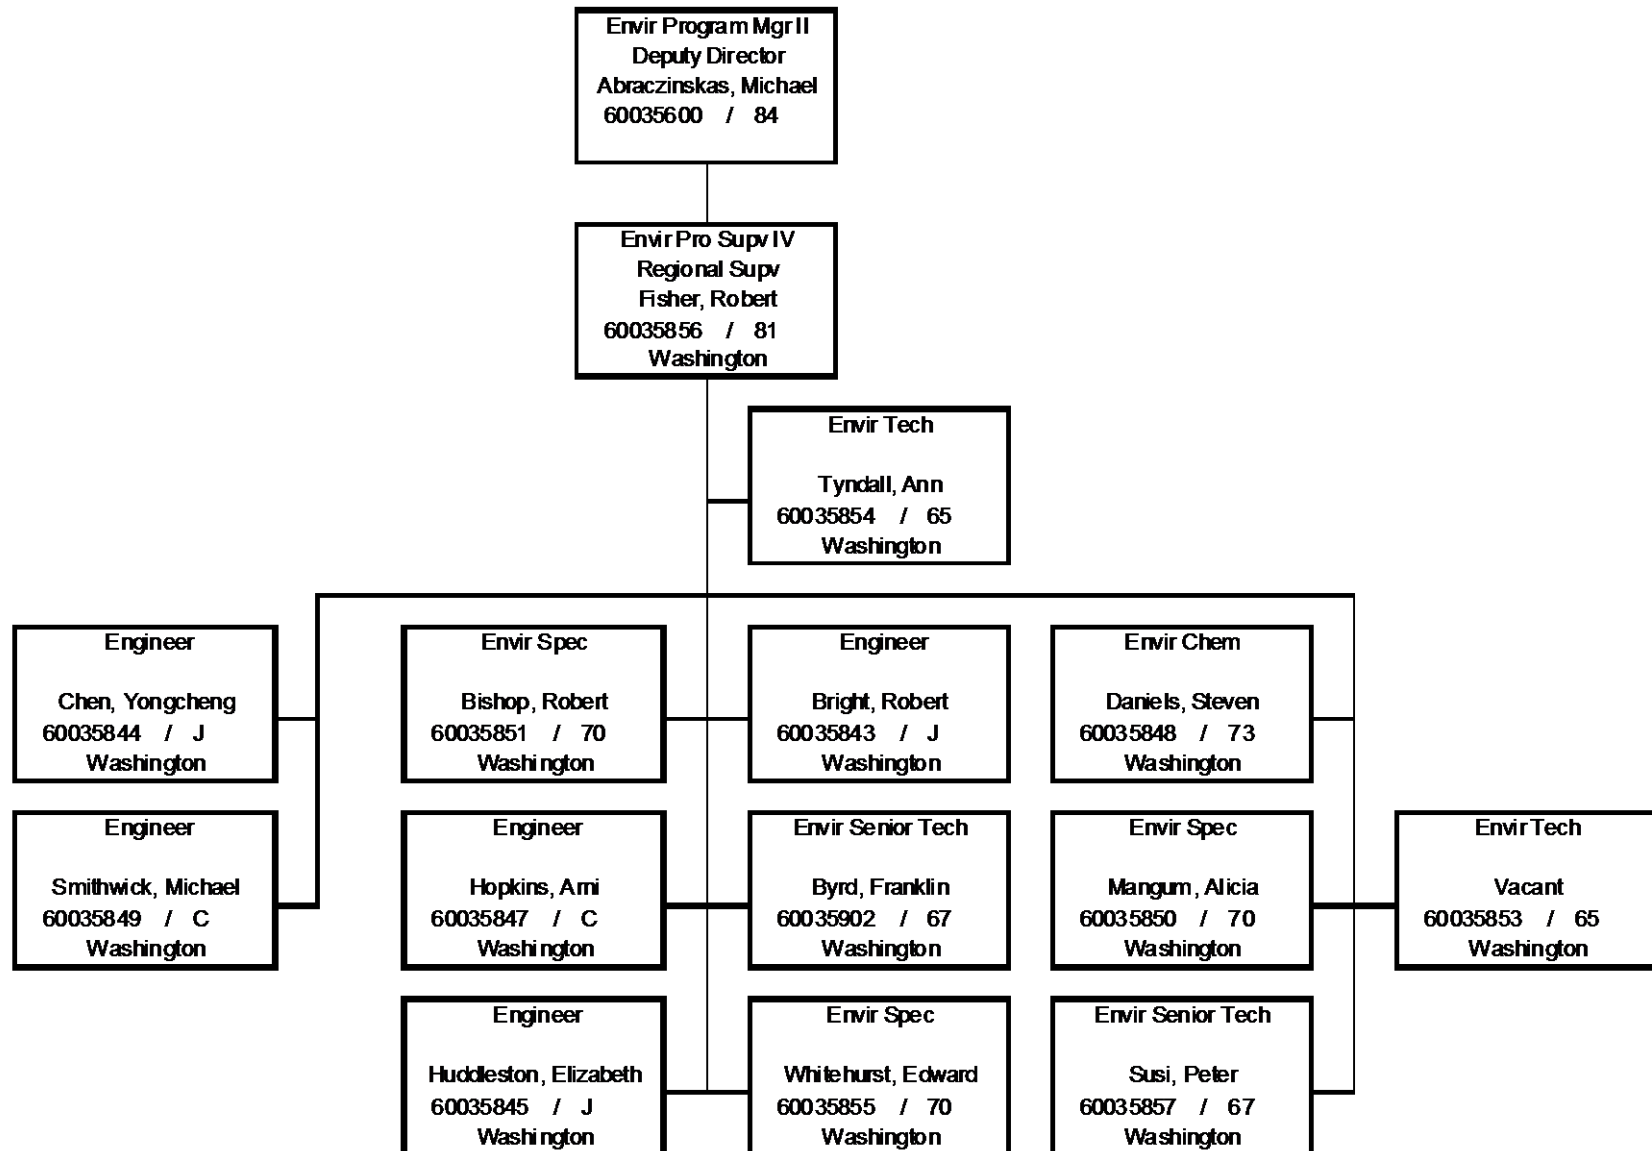 Envir Program Mgr II
Deputy Director
Abraczinskas, Michael
60035600 / 84
Envir Pro Supv IV
Regional Supv
Fisher, Robert
60035856 / 81
Washington
Envir Tech
Tyndall, Ann
60035854 / 65
Washington
Engineer
Chen, Yongcheng
60035844 / J
Washington
Envir Spec
Bishop, Robert
60035851 / 70
Washington
Engineer
Bright, Robert
60035843 / J
Washington
Envir Chem
Daniels, Steven
60035848 / 73
Washington
Engineer
Smithwick, Michael
60035849 / C
Washington
Engineer
Hopkins, Arni
60035847 / C
Washington
Envir Senior Tech
Byrd, Franklin
60035902 / 67
Washington
Envir Spec
Mangum, Alicia
60035850 / 70
Washington
Envir Tech
Vacant
60035853 / 65
Washington
Engineer
Huddleston, Elizabeth
60035845 / J
Washington
Envir Spec
Whitehurst, Edward
60035855 / 70
Washington
Envir Senior Tech
Susi, Peter
60035857 / 67
Washington